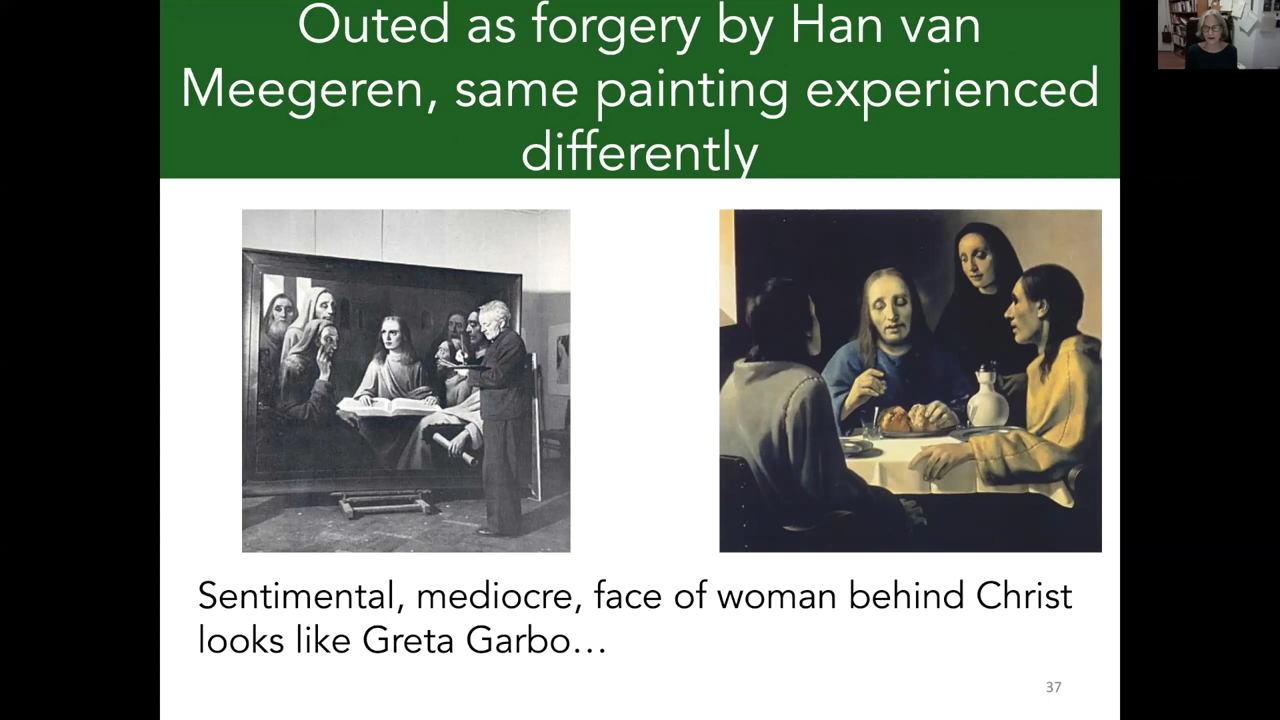 Outed as forgery by Han van
Meegeren, same painting experienced
differently
Sentimental, mediocre, face of woman behind Christ
looks like Greta Garbo…
37